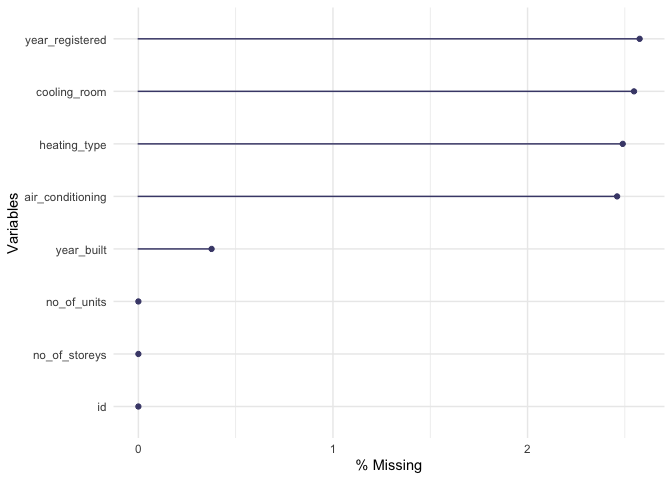 year_registered
cooling_room
heating_type
air_conditioning
year_built
no_of_units
no_of_storeys
id
Variables
0 1 2
% Missing